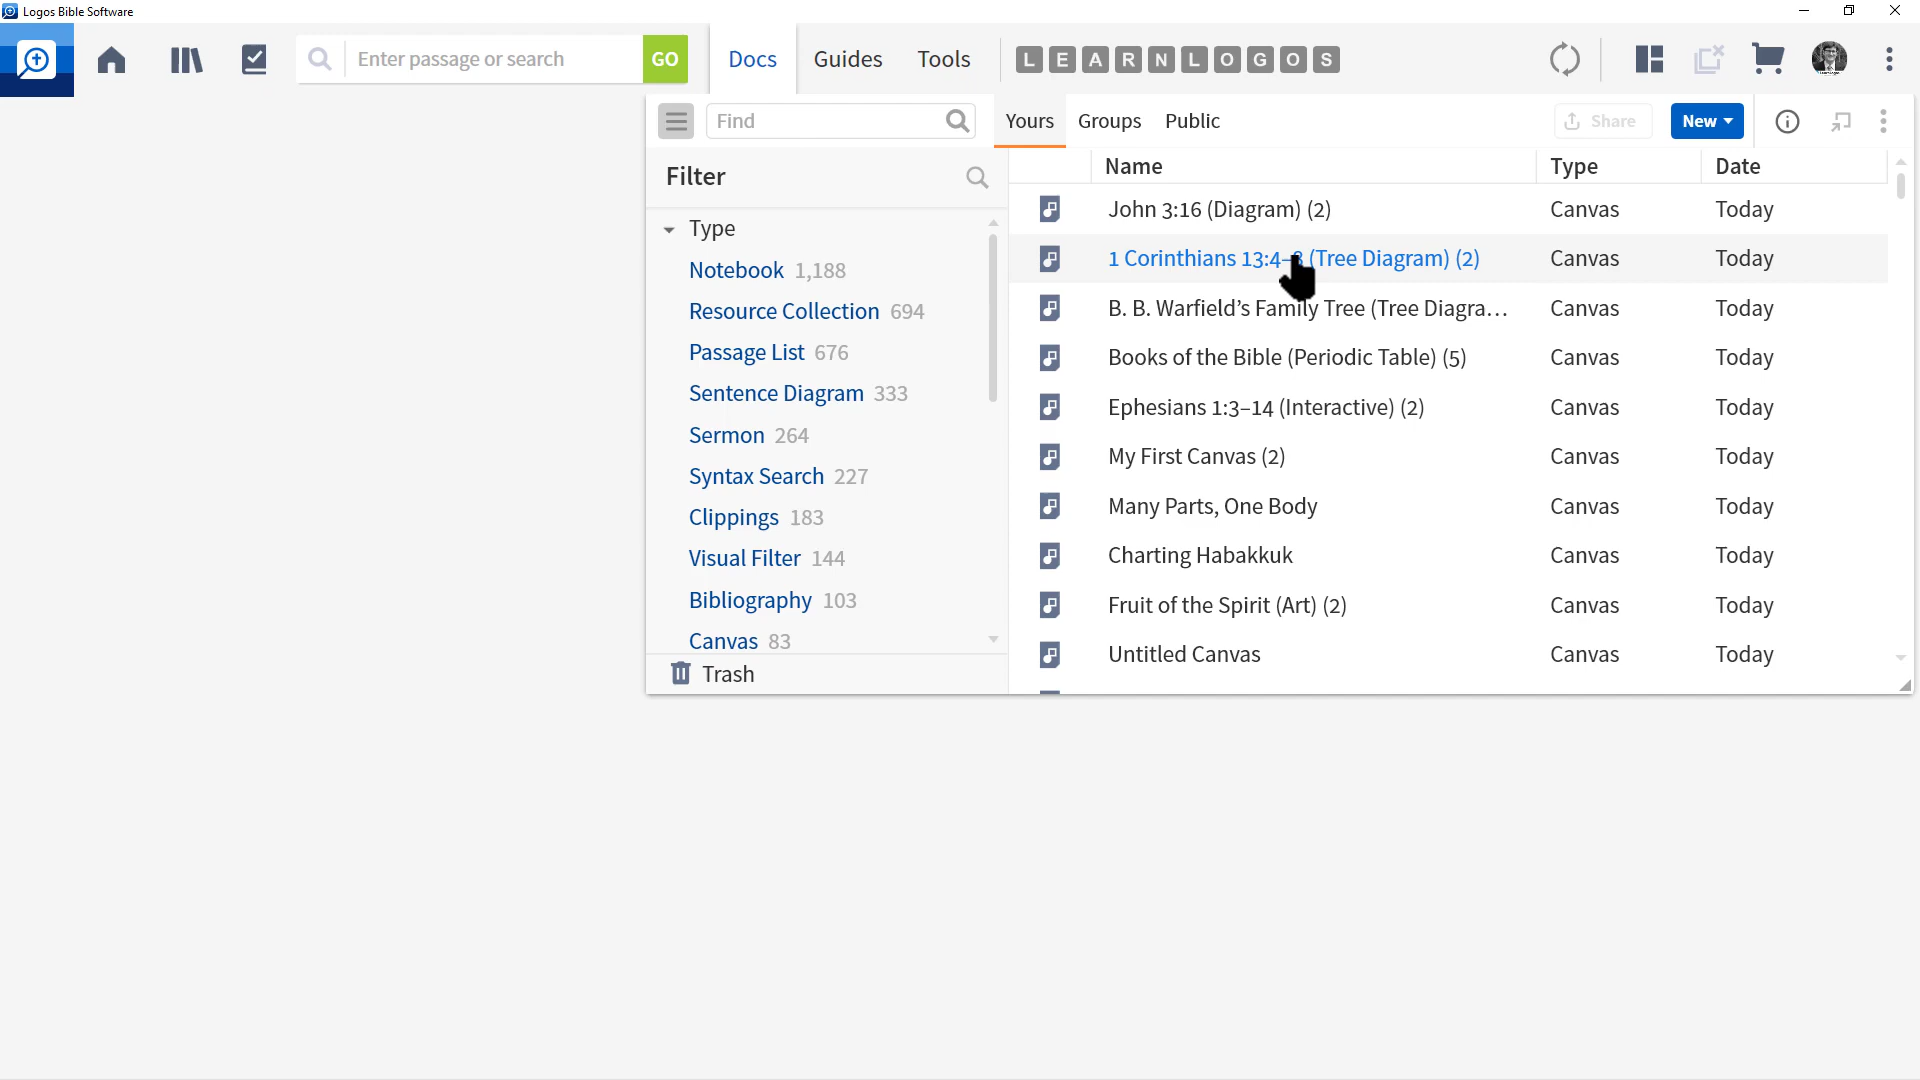 Logos Bible Software
Enter passage or search
GO
Docs
Guides
Tools
L E A R N L O G O S
Find
Yours
Groups
Public
Share
New
Filter
Type
Notebook 1,188
Resource Collection 694
Passage List 676
Sentence Diagram 333
Sermon 264
Syntax Search 227
Clippings 183
Visual Filter 144
Bibliography 103
Canvas 83
Trash
Name Type Date
John 3:16 (Diagram) (2) Canvas Today
1 Corinthians 13:4–8 (Tree Diagram) (2) Canvas Today
B. B. Warfield’s Family Tree (Tree Diagra... Canvas Today
Books of the Bible (Periodic Table) (5) Canvas Today
Ephesians 1:3–14 (Interactive) (2) Canvas Today
My First Canvas (2) Canvas Today
Many Parts, One Body Canvas Today
Charting Habakkuk Canvas Today
Fruit of the Spirit (Art) (2) Canvas Today
Untitled Canvas Canvas Today